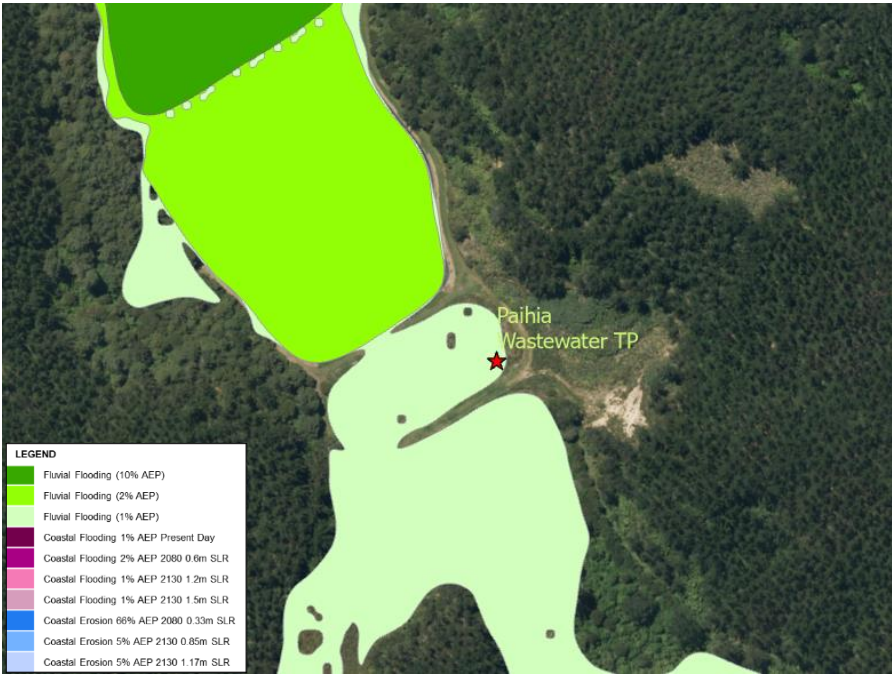 Paihia
Wastewater TP
LEGEND
Fluvial Flooding (10% AEP)
Fluvial Flooding (2% AEP)
Fluvial Flooding (1% AEP)
Coastal Flooding 1% AEP Present Day
Coastal Flooding 2% AEP 2080 0.6m SLR
Coastal Flooding 1% AEP 2130 1.2m SLR
Coastal Flooding 1% AEP 2130 1.5m SLR
Coastal Erosion 66% AEP 2080 0.33m SLR
Coastal Erosion 5% AEP 2130 0.85m SLR
Coastal Erosion 5% AEP 2130 1.17m SLR